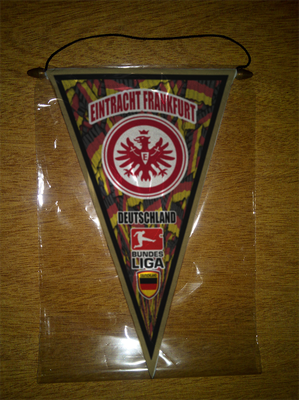 EINTRACHT FRANKFURT
DEUTSCHLAND
BUNDES
LIGA